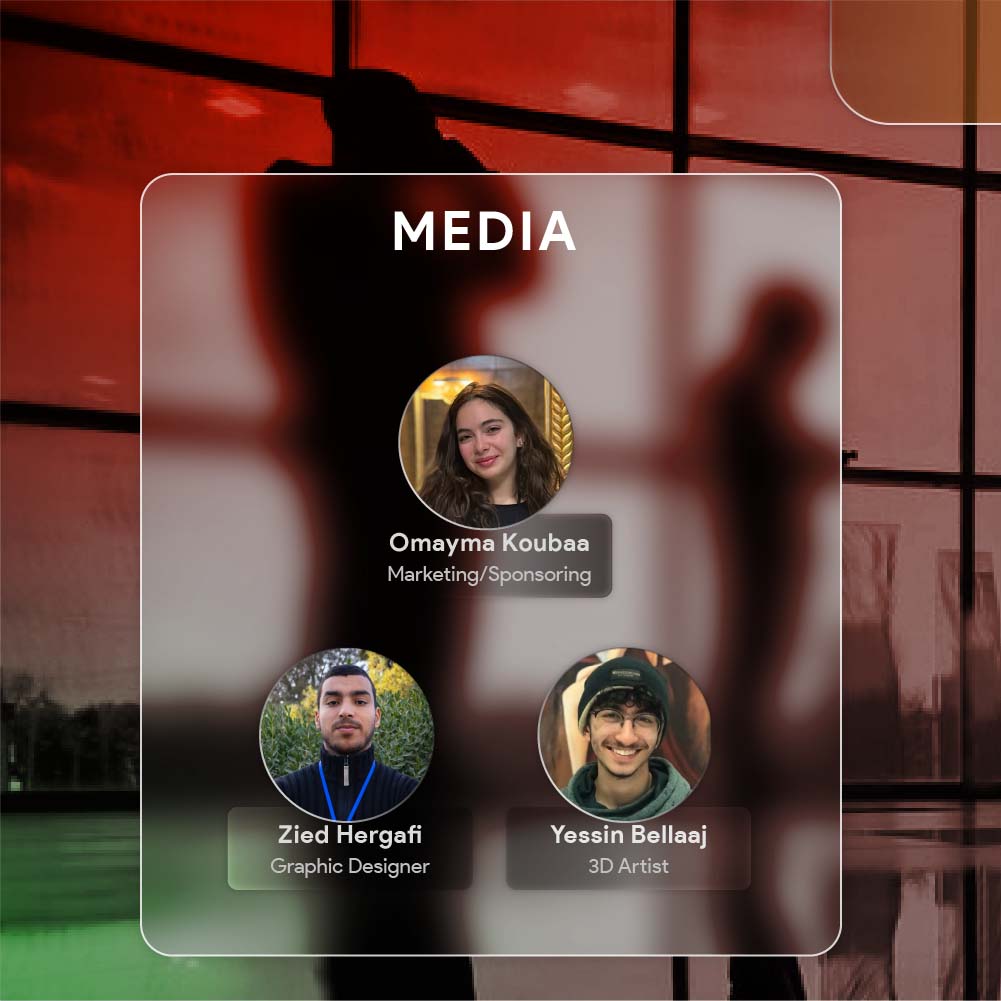 MEDIA
Omayma Koubaa
Marketing/Sponsoring
Zied Hergafi
Graphic Designer
Yessin Bellaaj
3D Artist